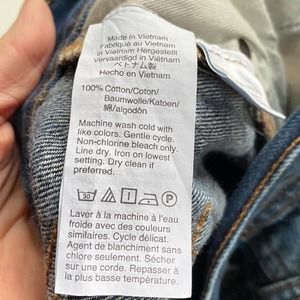 Made in Vietnam
Fabriqué au Vietnam
In Vietnam Hergestellt
Vervaardigd in Vietnam
ベトナム製
Hecho en Vietnam
100% Cotton/Coton/
Baumwolle/Katoen/
綿/algodón
Machine wash cold with
like colors. Gentle cycle.
Non-chlorine bleach only.
Line dry. Iron on lowest
setting. Dry clean if
preferred.
30
P
Laver à la machine à l'eau
froide avec des couleurs
similaires. Cycle délicat.
Agent de blanchiment
sans chlore seul. Sécher
sur une corde. Repasser à
température la plus basse